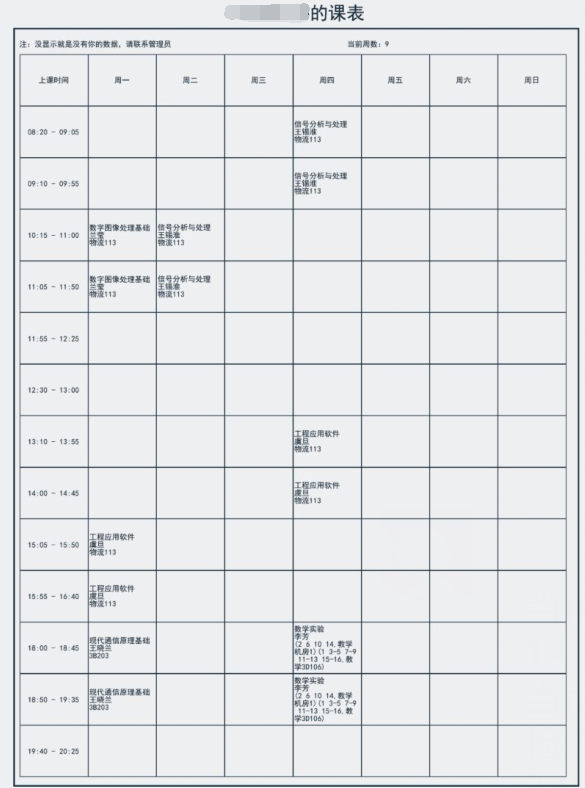 的课表
注: 没显示就是没有你的数据, 请联系管理员
当前周数: 9
上课时间 周一 周二 周三 周四 周五 周六 周日
08:20 - 09:05
信号分析与处理
王锡淮
物流113
09:10 - 09:55
信号分析与处理
王锡淮
物流113
10:15 - 11:00
数字图像处理基础
兰莹
物流113
信号分析与处理
王锡淮
物流113
11:05 - 11:50
数字图像处理基础
兰莹
物流113
信号分析与处理
王锡淮
物流113
11:55 - 12:25
12:30 - 13:00
13:10 - 13:55
工程应用软件
虞旦
物流113
14:00 - 14:45
工程应用软件
虞旦
物流113
15:05 - 15:50
工程应用软件
虞旦
物流113
15:55 - 16:40
工程应用软件
虞旦
物流113
18:00 - 18:45
现代通信原理基础
王晓兰
3B203
数学实验
李芳
(2 6 10 14,教学
机房1)(1 3-5 7-9
11-13 15-16,教
学3D106)
18:50 - 19:35
现代通信原理基础
王晓兰
3B203
数学实验
李芳
(2 6 10 14,教学
机房1)(1 3-5 7-9
11-13 15-16,教
学3D106)
19:40 - 20:25